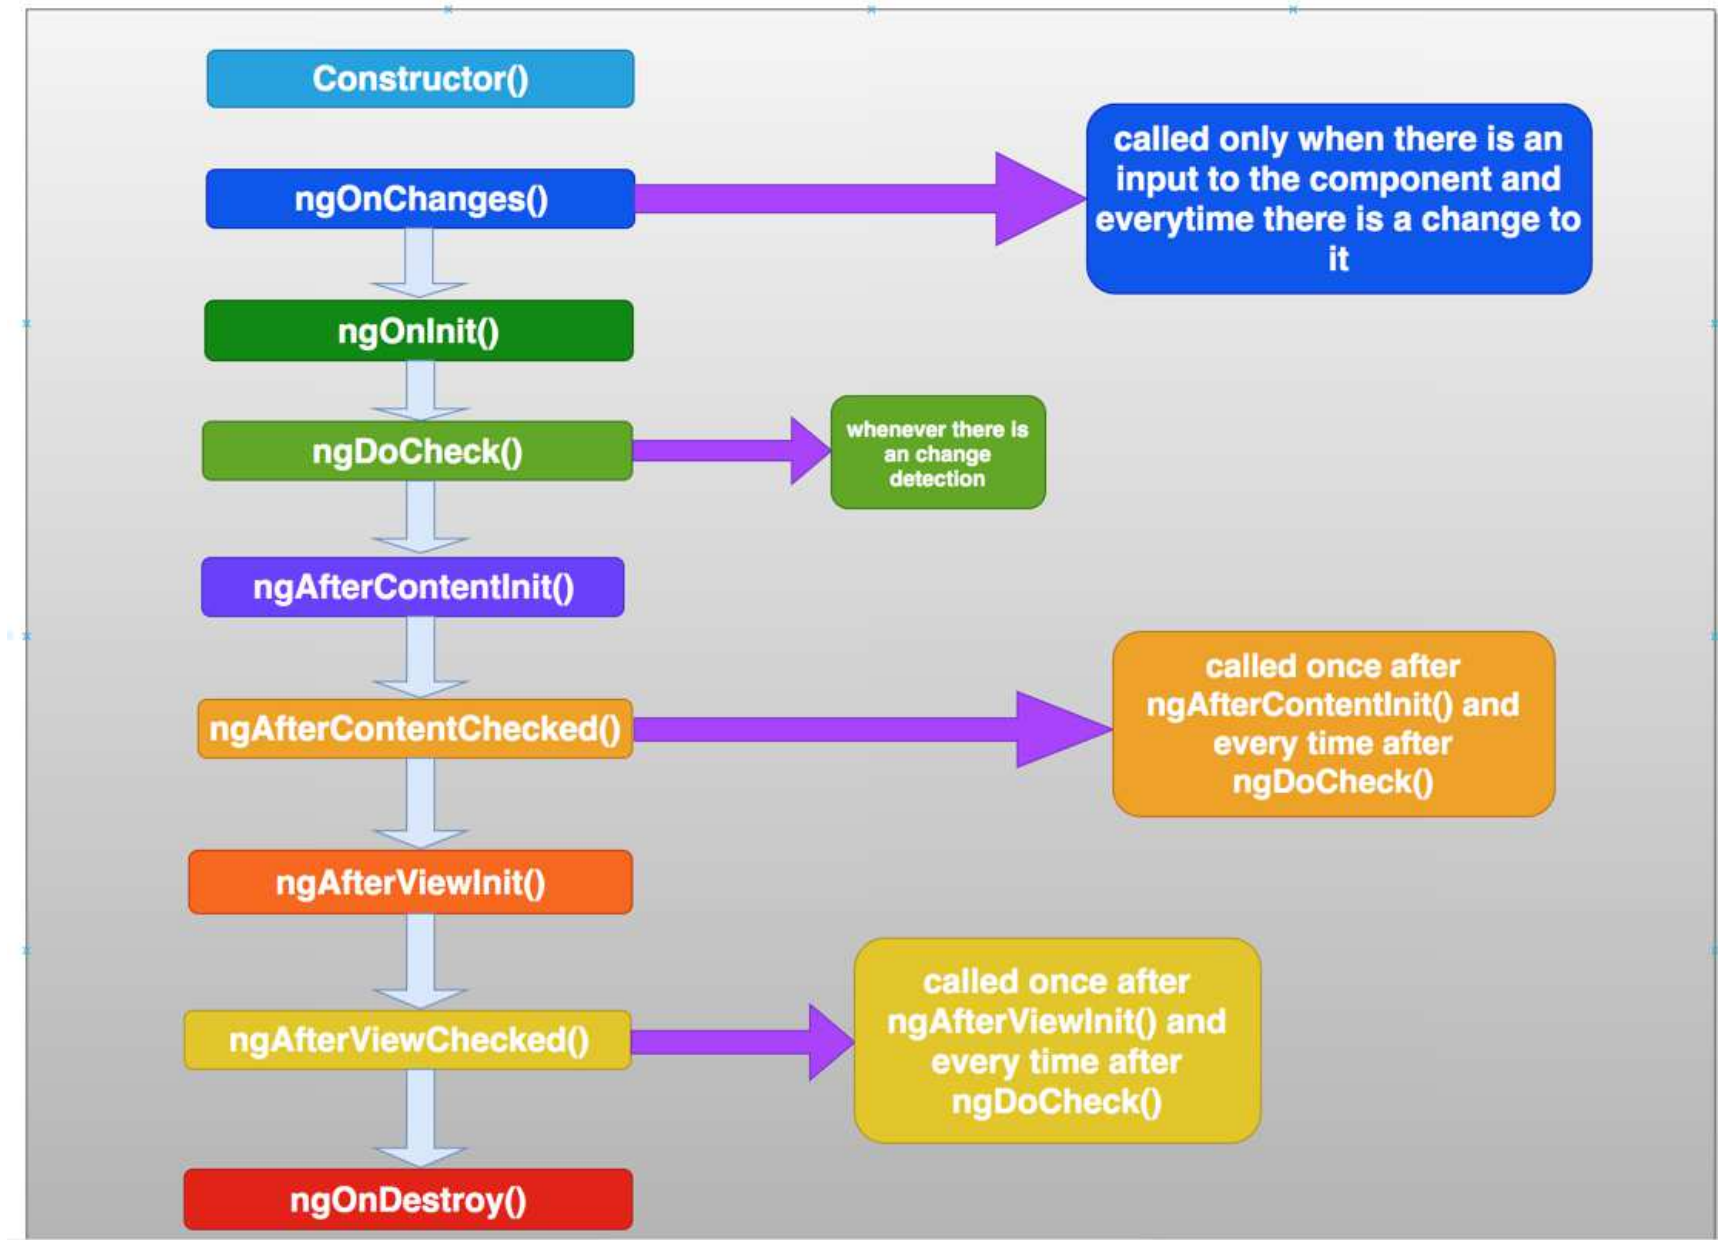 Constructor()
ngOnChanges()
called only when there is an
input to the component and
everytime there is a change to
it
ngOnInit()
ngDoCheck()
whenever there is
an change
detection
ngAfterContentInit()
ngAfterContentChecked()
called once after
ngAfterContentInit() and
every time after
ngDoCheck()
ngAfterViewInit()
ngAfterViewChecked()
called once after
ngAfterViewInit() and
every time after
ngDoCheck()
ngOnDestroy()